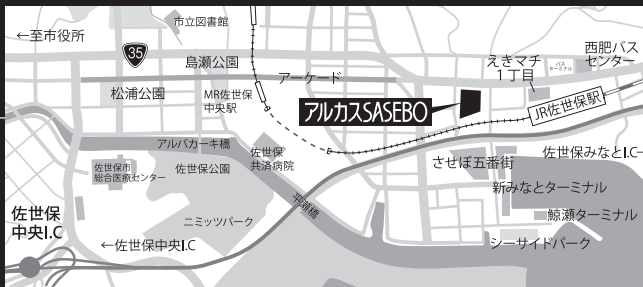 市立図書館
←至市役所
35
島瀬公園
アーケード
松浦公園
MR佐世保
中央駅
えきマチ
1丁目
バス
ターミナル
西肥バス
センター
アルカスSASEBO
JR佐世保駅
アルバカーキ橋
佐世保
共済病院
佐世保市
総合医療センター
佐世保公園
させぼ五番街
佐世保みなとI.C
新みなとターミナル
佐世保
中央I.C
ニミッツパーク
平瀬橋
鯨瀬ターミナル
←佐世保中央I.C
シーサイドパーク